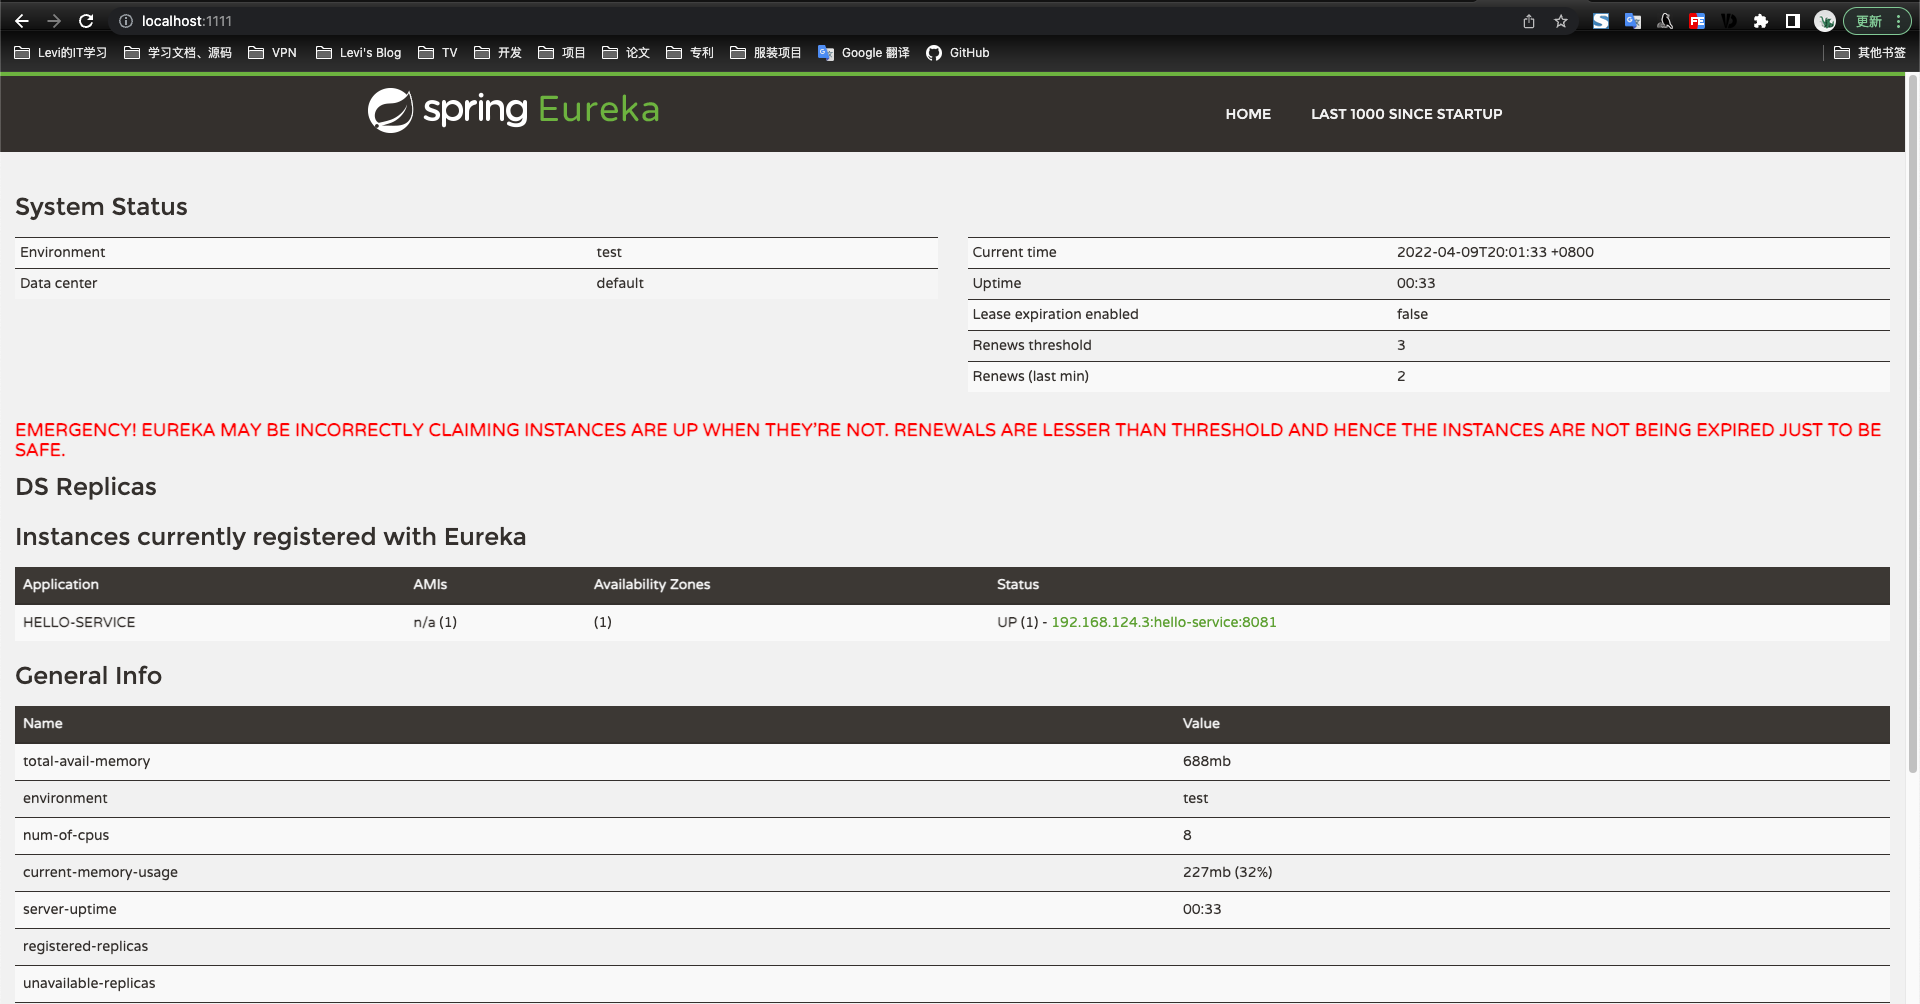 localhost:1111
更新
Levi的IT学习 学习文档、源码 VPN Levi's Blog TV 开发 项目 论文 专利 服装项目 Google 翻译 GitHub 其他书签
spring Eureka
HOME LAST 1000 SINCE STARTUP
System Status
Environment test
Data center default
Current time 2022-04-09T20:01:33 +0800
Uptime 00:33
Lease expiration enabled false
Renews threshold 3
Renews (last min) 2
EMERGENCY! EUREKA MAY BE INCORRECTLY CLAIMING INSTANCES ARE UP WHEN THEY'RE NOT. RENEWALS ARE LESSER THAN THRESHOLD AND HENCE THE INSTANCES ARE NOT BEING EXPIRED JUST TO BE
SAFE.
DS Replicas
Instances currently registered with Eureka
Application AMIs Availability Zones Status
HELLO-SERVICE n/a (1) (1) UP (1) - 192.168.124.3:hello-service:8081
General Info
Name Value
total-avail-memory 688mb
environment test
num-of-cpus 8
current-memory-usage 227mb (32%)
server-uptime 00:33
registered-replicas
unavailable-replicas